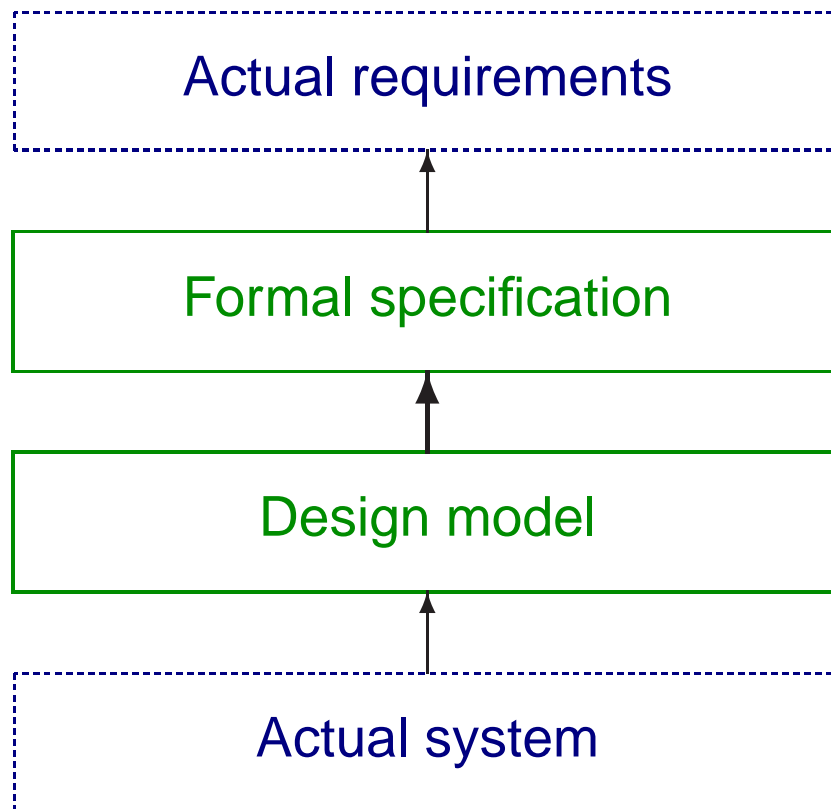 Actual requirements
Formal specification
Design model
Actual system